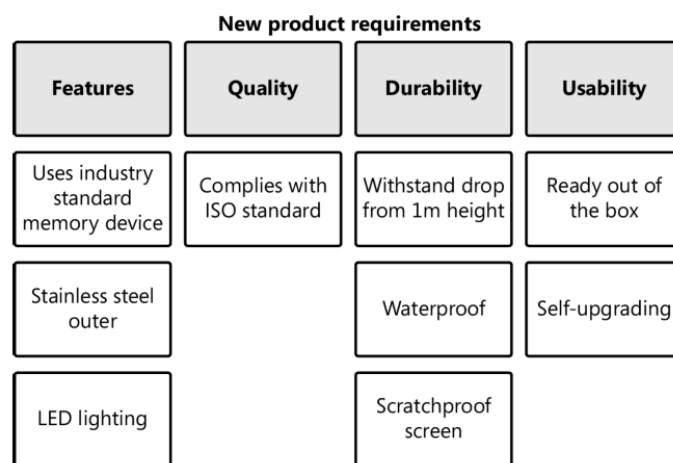 New product requirements
Features
Quality
Durability
Usability
Uses industry
standard
memory device
Complies with
ISO standard
Withstand drop
from 1m height
Ready out of
the box
Stainless steel
outer
Waterproof
Self-upgrading
LED lighting
Scratchproof
screen